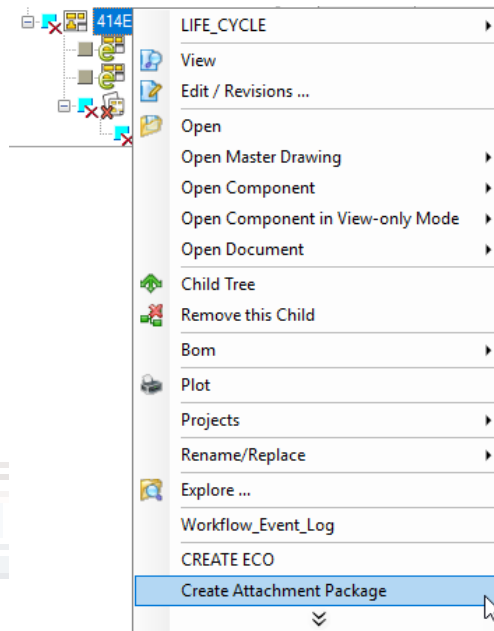 414E
LIFE_CYCLE
View
Edit / Revisions ...
Open
Open Master Drawing
Open Component
Open Component in View-only Mode
Open Document
Child Tree
Remove this Child
Bom
Plot
Projects
Rename/Replace
Explore ...
Workflow_Event_Log
CREATE ECO
Create Attachment Package